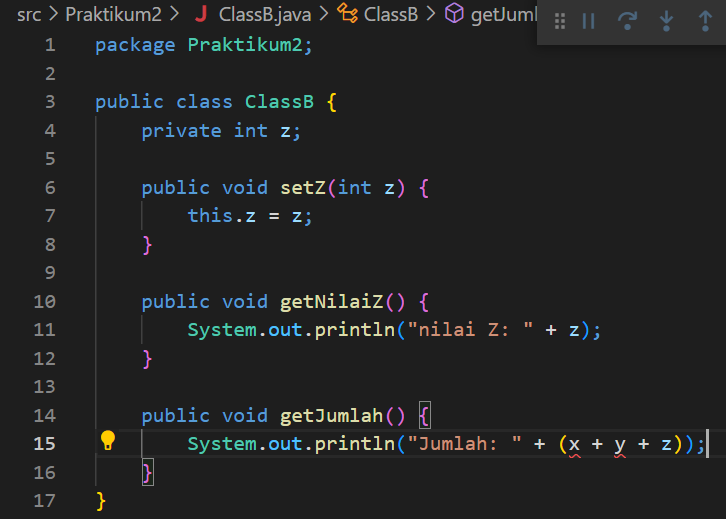 src > Praktikum2 > J ClassB.java > ClassB > getJuml
1 package Praktikum2;
2
3 public class ClassB {
4 private int z;
5
6 public void setZ(int z) {
7 this.z = z;
8 }
9
10 public void getNilaiZ() {
11 System.out.println("nilai Z: " + z);
12 }
13
14 public void getJumlah() {
15 System.out.println("Jumlah: " + (x + y + z));
16 }
17 }